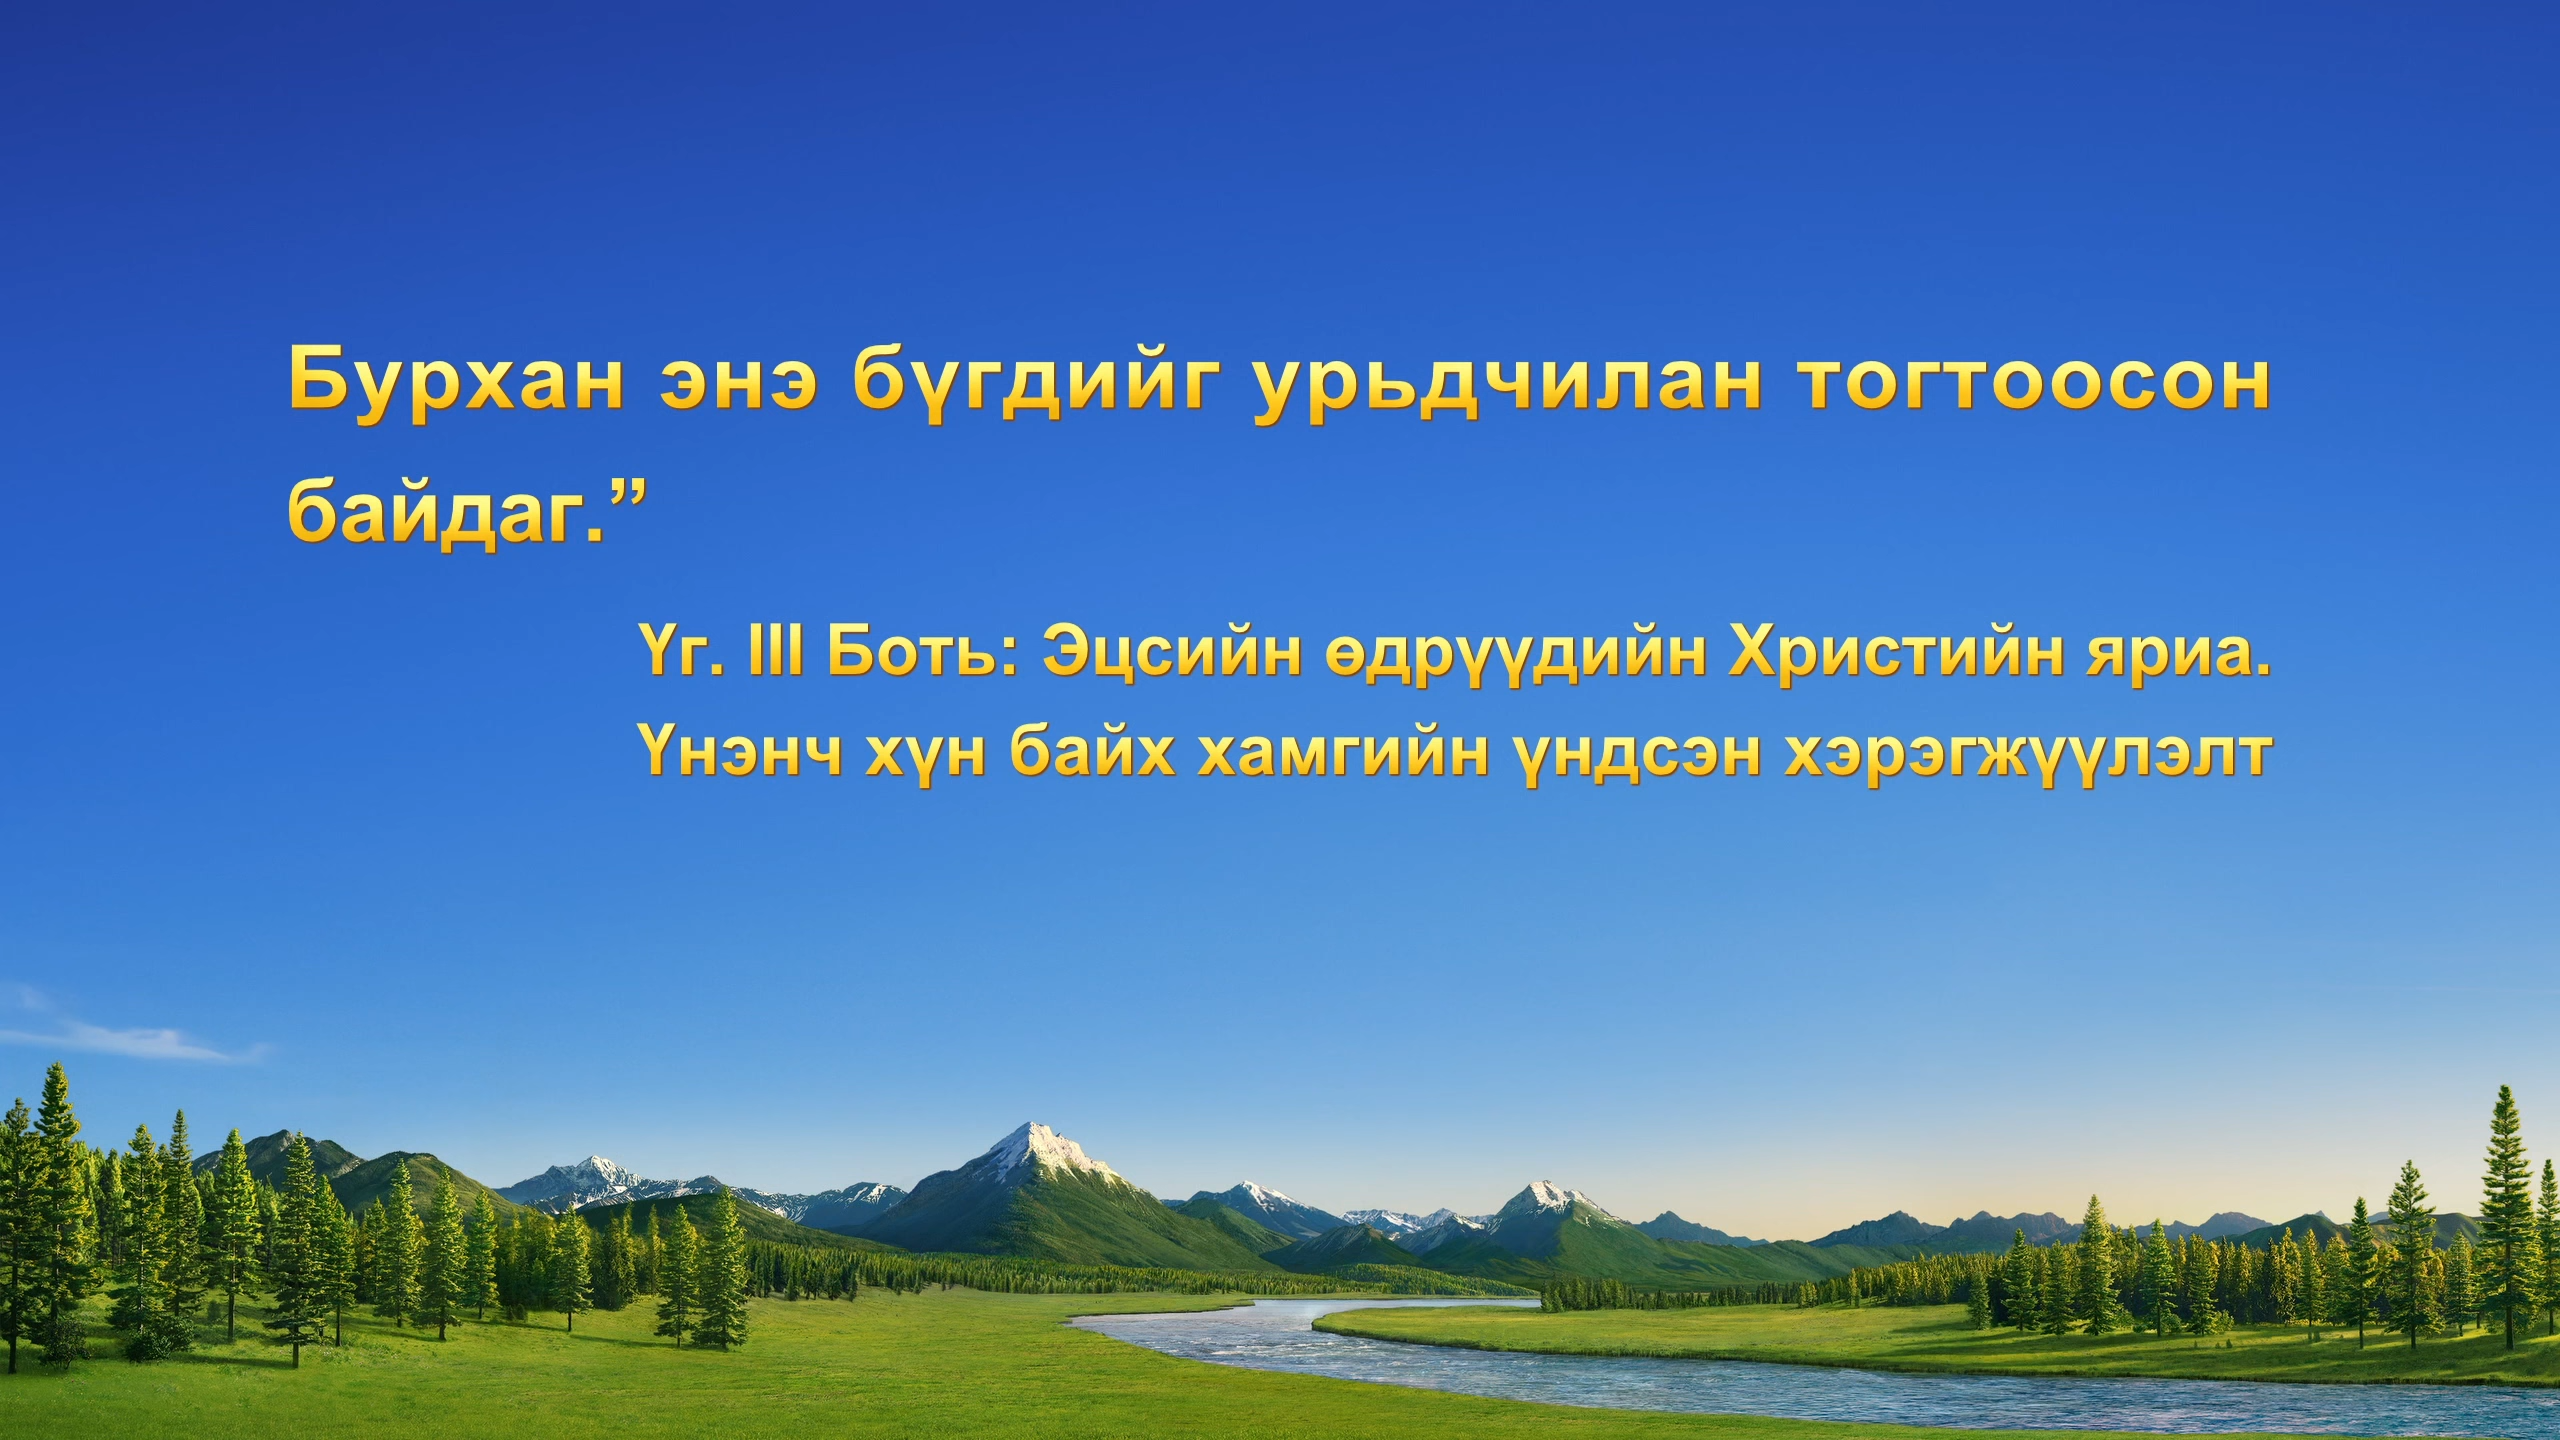 Бурхан энэ бүгдийг урьдчилан тогтоосон
байдаг.”
Үг. III Боть: Эцсийн өдрүүдийн Христийн яриа.
Үнэнч хүн байх хамгийн үндсэн хэрэгжүүлэлт